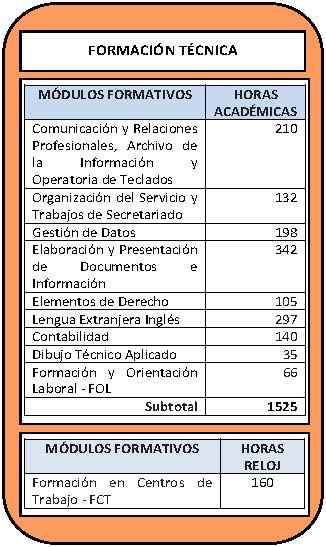 FORMACIÓN TÉCNICA
MÓDULOS FORMATIVOS HORAS
ACADÉMICAS
Comunicación y Relaciones 210
Profesionales, Archivo de
la Información y
Operatoria de Teclados
Organización del Servicio y 132
Trabajos de Secretariado
Gestión de Datos 198
Elaboración y Presentación 342
de Documentos e
Información
Elementos de Derecho 105
Lengua Extranjera Inglés 297
Contabilidad 140
Dibujo Técnico Aplicado 35
Formación y Orientación 66
Laboral - FOL
Subtotal 1525
MÓDULOS FORMATIVOS HORAS
RELOJ
Formación en Centros de 160
Trabajo - FCT